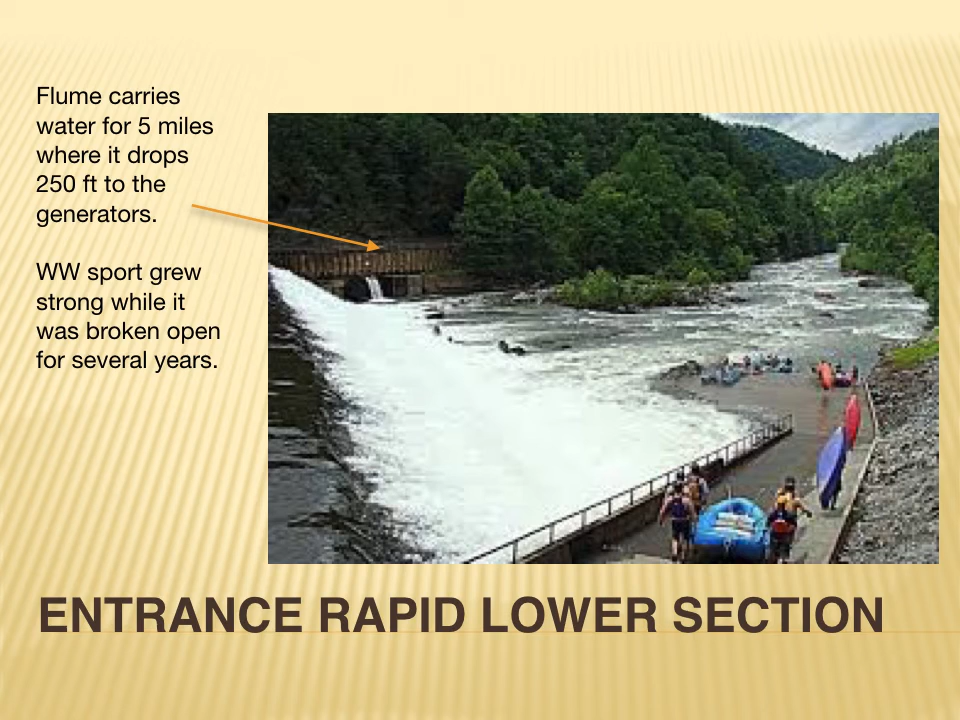 Flume carries
water for 5 miles
where it drops
250 ft to the
generators.
WW sport grew
strong while it
was broken open
for several years.
ENTRANCE RAPID LOWER SECTION